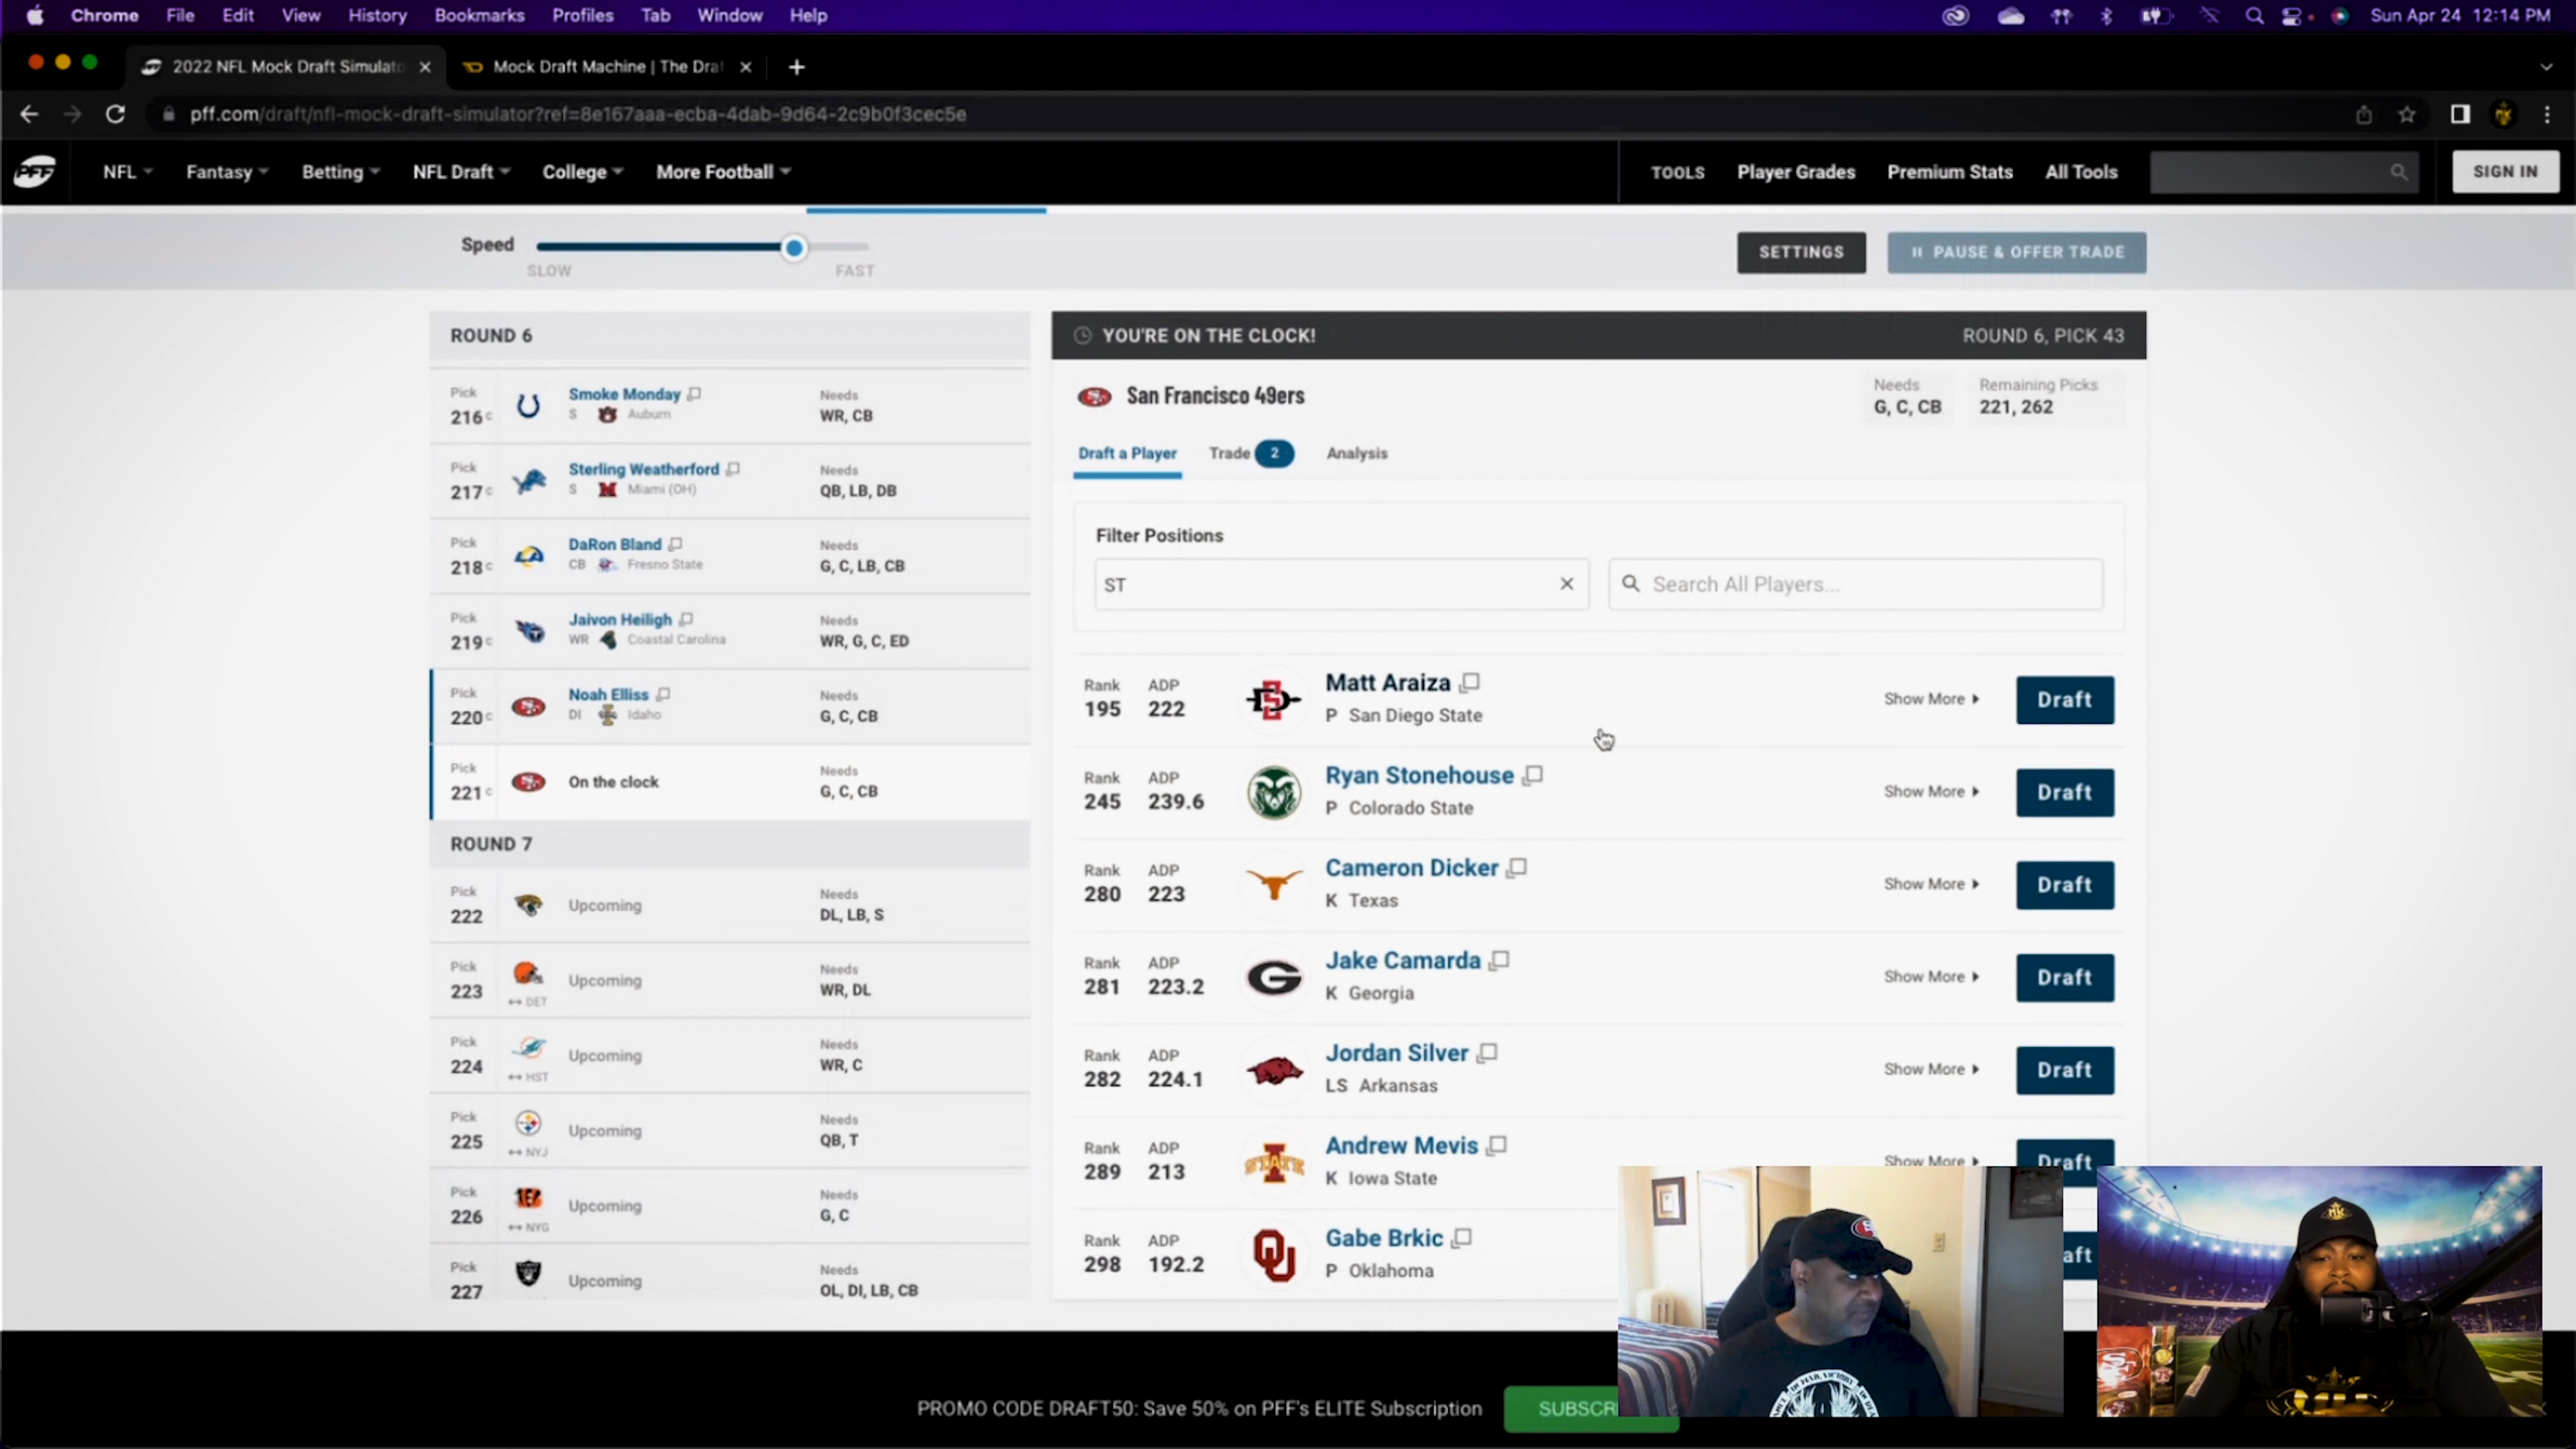 Chrome File Edit View History Bookmarks Profiles Tab Window Help Sun Apr 24 12:14 PM
2022 NFL Mock Draft Simulato Mock Draft Machine | The Dra
pff.com/draft/nfl-mock-draft-simulator?ref=8e167aaa-ecba-4dab-9d64-2c9b0f3cec5e
PFF NFL Fantasy Betting NFL Draft College More Football TOOLS Player Grades Premium Stats All Tools SIGN IN
Speed
SLOW FAST
SETTINGS PAUSE & OFFER TRADE
ROUND 6
Pick Smoke Monday Needs
216 c S Auburn WR, CB
Pick Sterling Weatherford Needs
217 c S Miami (OH) QB, LB, DB
Pick DaRon Bland Needs
218 c CB Fresno State G, C, LB, CB
Pick Jaivon Heiligh Needs
219 c WR Coastal Carolina WR, G, C, ED
Pick Noah Elliss Needs
220 c DI Idaho G, C, CB
Pick On the clock Needs
221 c G, C, CB
ROUND 7
Pick Upcoming Needs
222 DL, LB, S
Pick Upcoming Needs
223 ↔ DET WR, DL
Pick Upcoming Needs
224 ↔ HST WR, C
Pick Upcoming Needs
225 ↔ NYJ QB, T
Pick Upcoming Needs
226 ↔ NYG G, C
Pick Upcoming Needs
227 OL, DI, LB, CB
YOU'RE ON THE CLOCK! ROUND 6, PICK 43
San Francisco 49ers Needs Remaining Picks
G, C, CB 221, 262
Draft a Player Trade 2 Analysis
Filter Positions
ST Search All Players...
Rank ADP Matt Araiza Show More Draft
195 222 P San Diego State
Rank ADP Ryan Stonehouse Show More Draft
245 239.6 P Colorado State
Rank ADP Cameron Dicker Show More Draft
280 223 K Texas
Rank ADP Jake Camarda Show More Draft
281 223.2 K Georgia
Rank ADP Jordan Silver Show More Draft
282 224.1 LS Arkansas
Rank ADP Andrew Mevis Show More Draft
289 213 K Iowa State
Rank ADP Gabe Brkic aft
298 192.2 P Oklahoma
PROMO CODE DRAFT50: Save 50% on PFF's ELITE Subscription SUBSCR